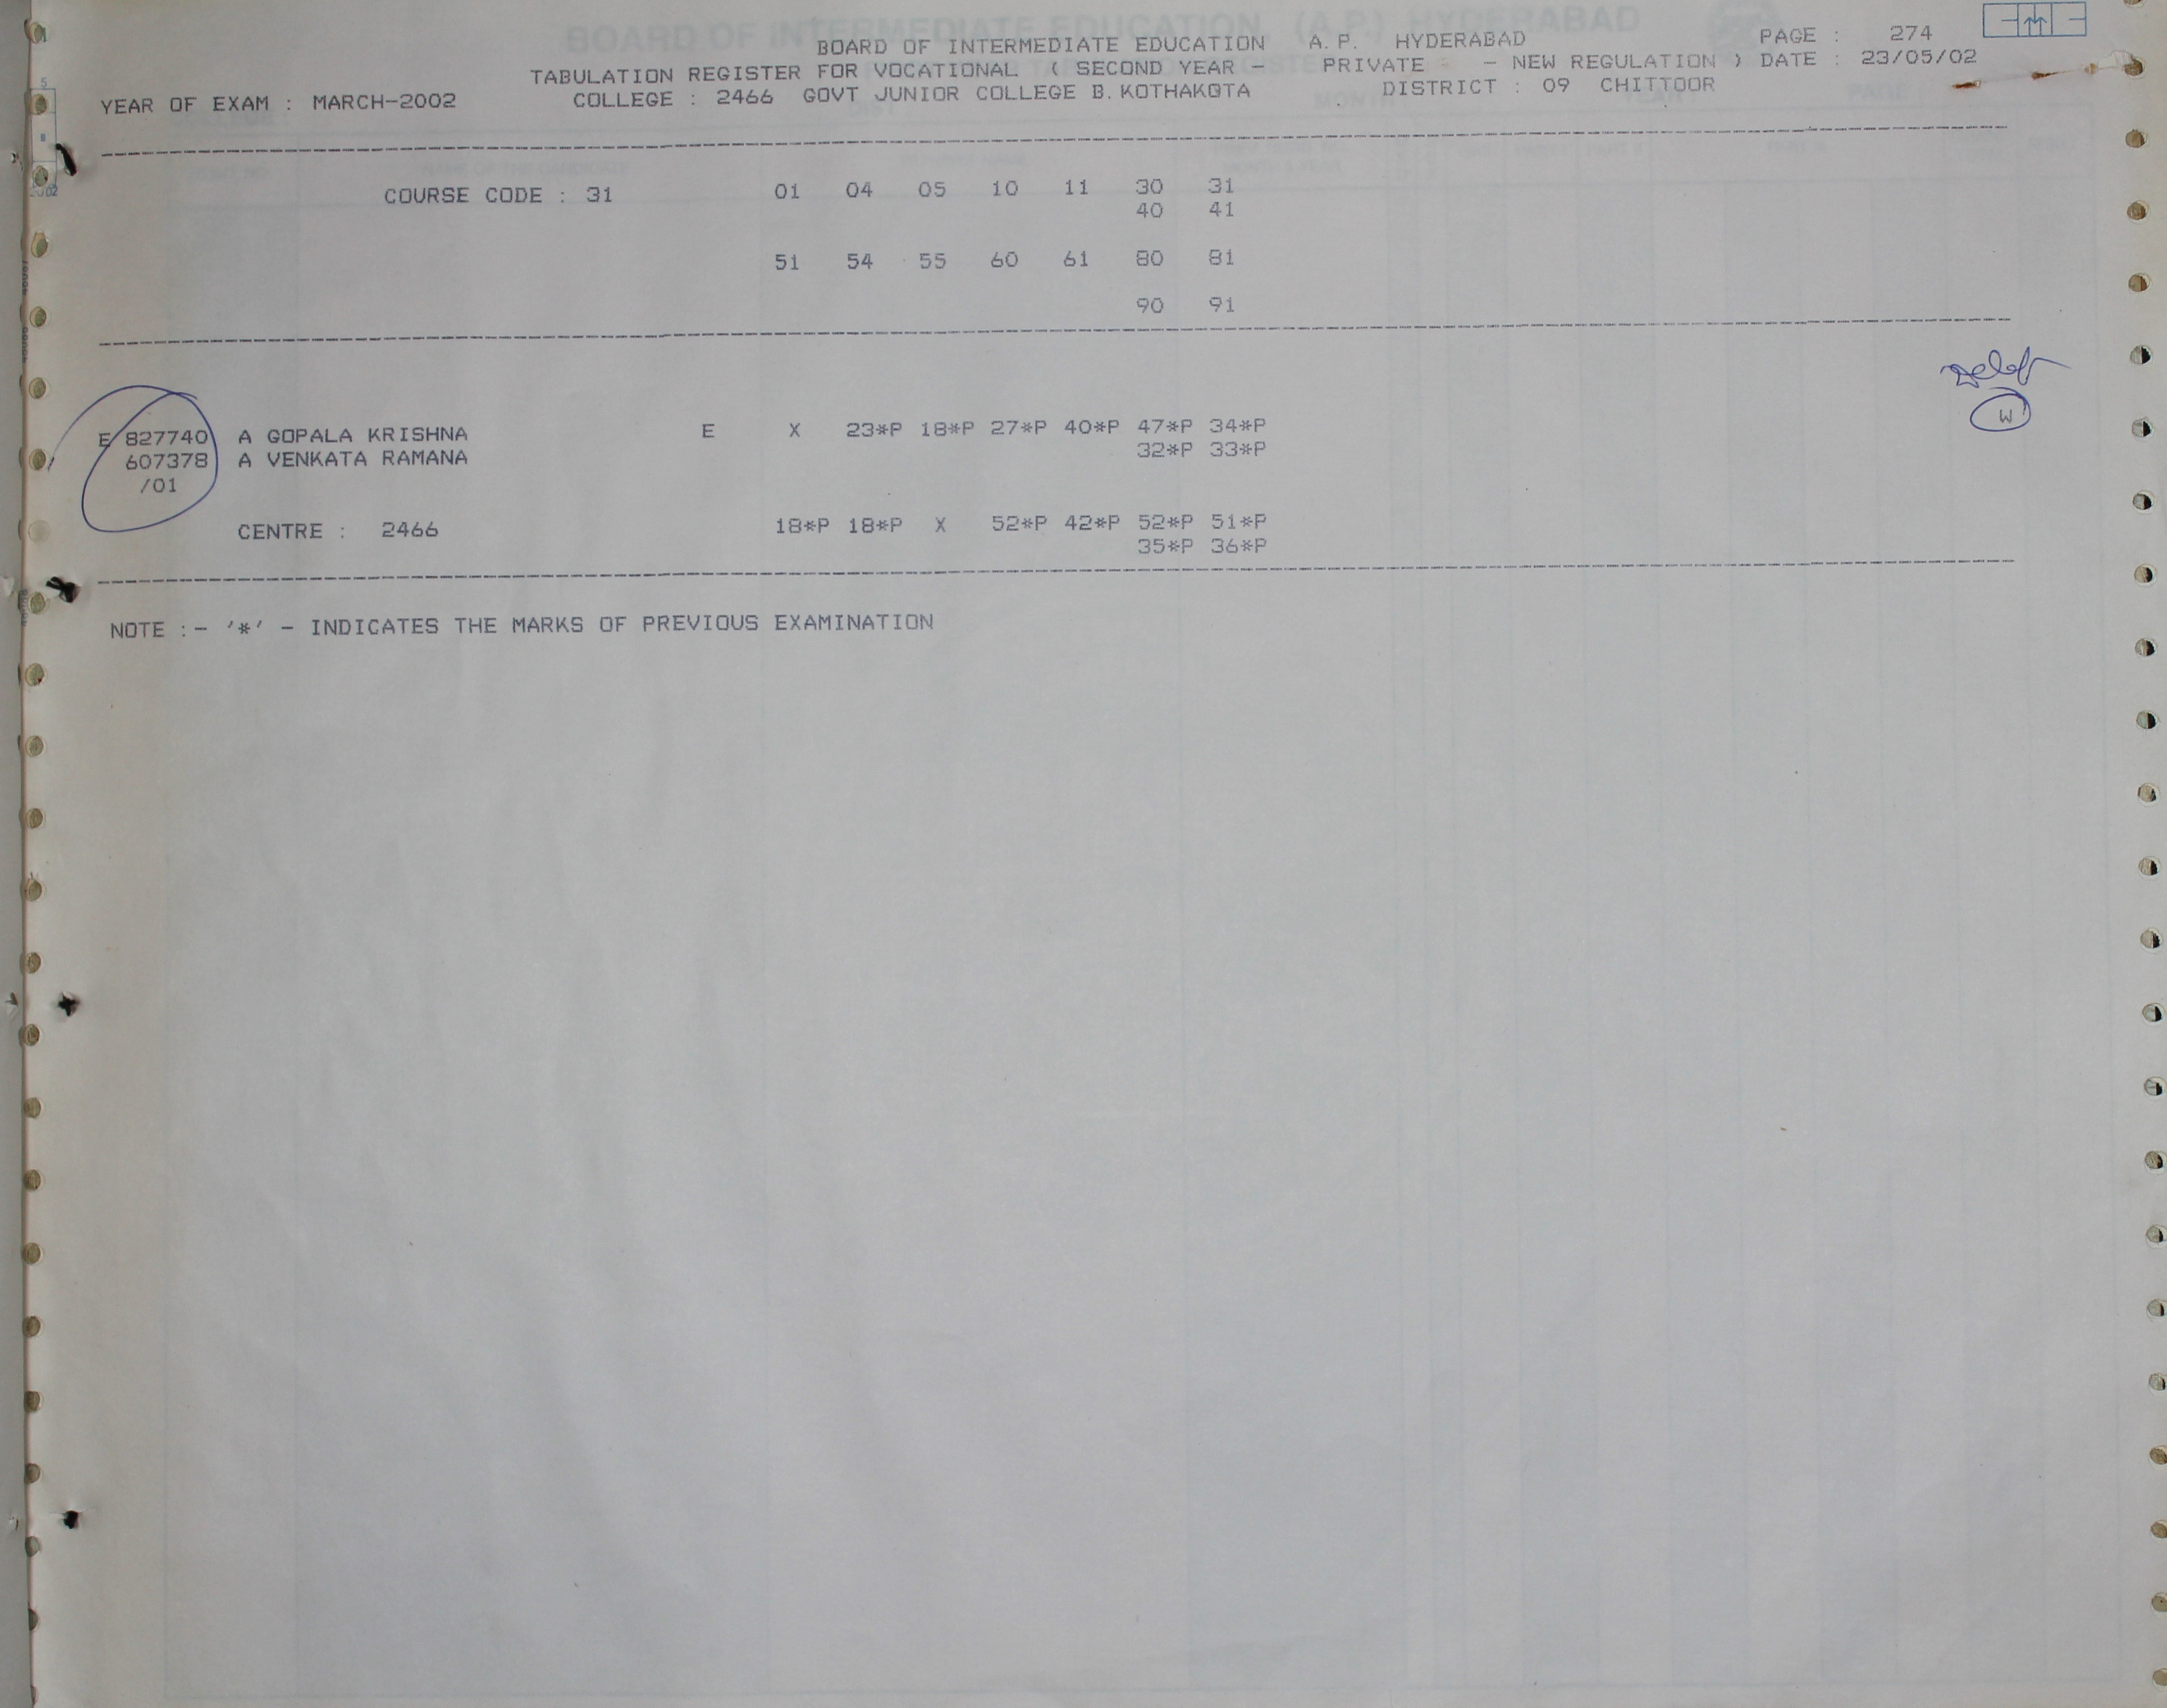 BOARD OF INTERMEDIATE EDUCATION A.P. HYDERABAD PAGE : 274
TABULATION REGISTER FOR VOCATIONAL ( SECOND YEAR - PRIVATE - NEW REGULATION ) DATE : 23/05/02
YEAR OF EXAM : MARCH-2002 COLLEGE : 2466 GOVT JUNIOR COLLEGE B.KOTHAKOTA DISTRICT : 09 CHITTOOR
COURSE CODE : 31 01 04 05 10 11 30 31
40 41
51 54 55 60 61 80 81
90 91
E 827740 A GOPALA KRISHNA E X 23*P 18*P 27*P 40*P 47*P 34*P
607378 A VENKATA RAMANA 32*P 33*P
/01
W
CENTRE : 2466 18*P 18*P X 52*P 42*P 52*P 51*P
35*P 36*P
NOTE :- '*' - INDICATES THE MARKS OF PREVIOUS EXAMINATION